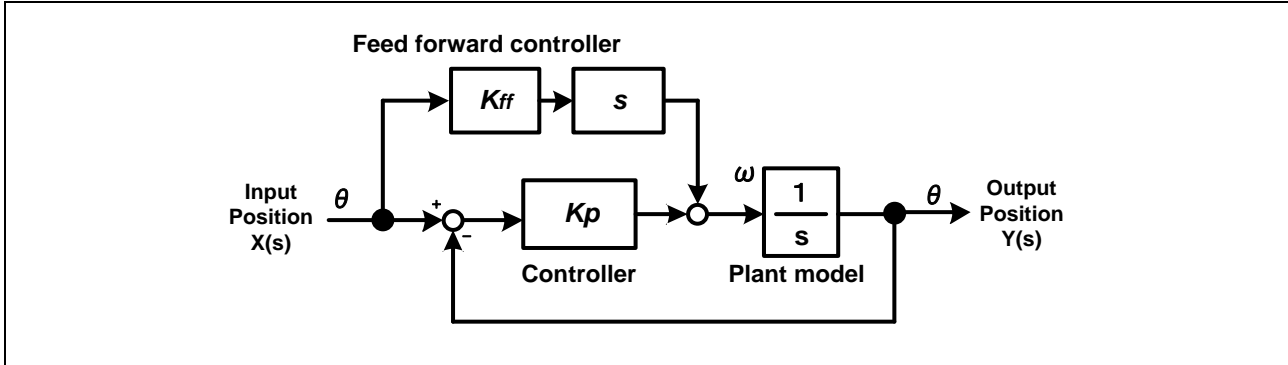 Feed forward controller
Kff
s
Input
Position
X(s)
θ
+
−
Kp
Controller
ω
1
s
Plant model
θ
Output
Position
Y(s)